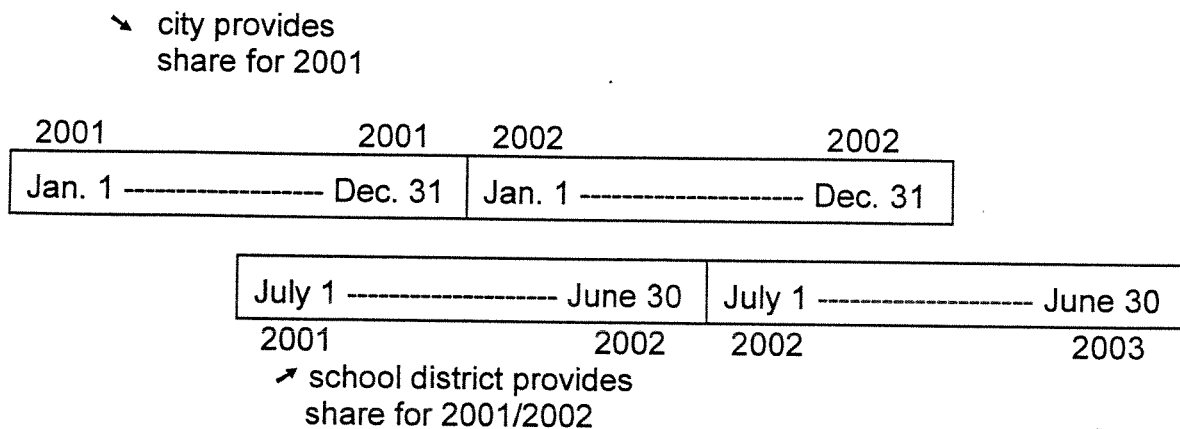 ➘ city provides
share for 2001
2001 2001 2002 2002
Jan. 1 -------------------- Dec. 31 Jan. 1 ----------------------- Dec. 31
July 1 --------------------- June 30 July 1 ---------------------- June 30
2001 2002 2002 2003
➚ school district provides
share for 2001/2002